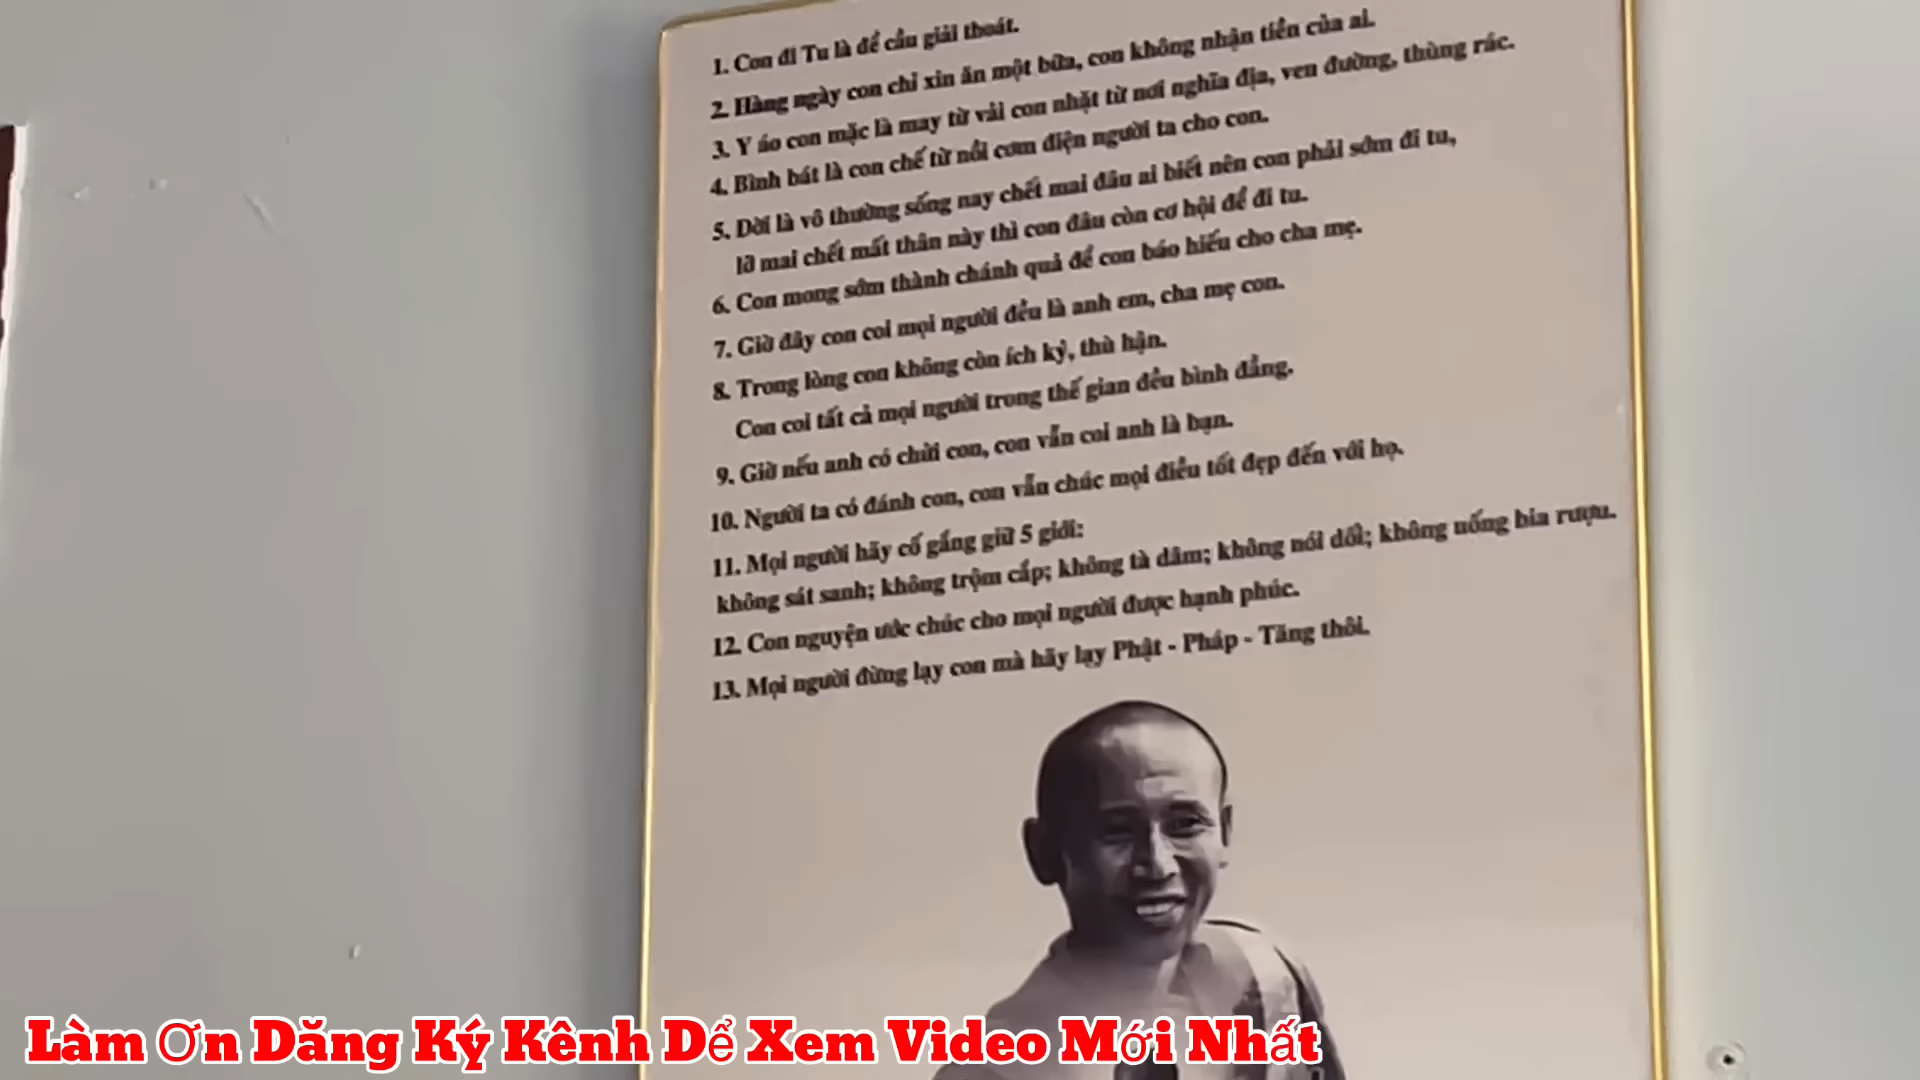 1. Con đi Tu là để cầu giải thoát.
2. Hàng ngày con chỉ xin ăn một bữa, con không nhận tiền của ai.
3. Y áo con mặc là may từ vải con nhặt từ nơi nghĩa địa, ven đường, thùng rác.
4. Bình bát là con chế từ nồi cơm điện người ta cho con.
5. Dời là vô thường sống nay chết mai đâu ai biết nên con phải sớm đi tu,
lỡ mai chết mất thân này thì con đâu còn cơ hội để đi tu.
6. Con mong sớm thành chánh quả để con báo hiếu cho cha mẹ.
7. Giờ đây con coi mọi người đều là anh em, cha mẹ con.
8. Trong lòng con không còn ích kỷ, thù hận.
Con coi tất cả mọi người trong thế gian đều bình đẳng.
9. Giờ nếu anh có chửi con, con vẫn coi anh là bạn.
10. Người ta có đánh con, con vẫn chúc mọi điều tốt đẹp đến với họ.
11. Mọi người hãy cố gắng giữ 5 giới:
không sát sanh; không trộm cắp; không tà dâm; không nói dối; không uống bia rượu.
12. Con nguyện ước chúc cho mọi người được hạnh phúc.
13. Mọi người đừng lạy con mà hãy lạy Phật - Pháp - Tăng thôi.
Làm Ơn Dăng Ký Kênh Dể Xem Video Mới Nhất